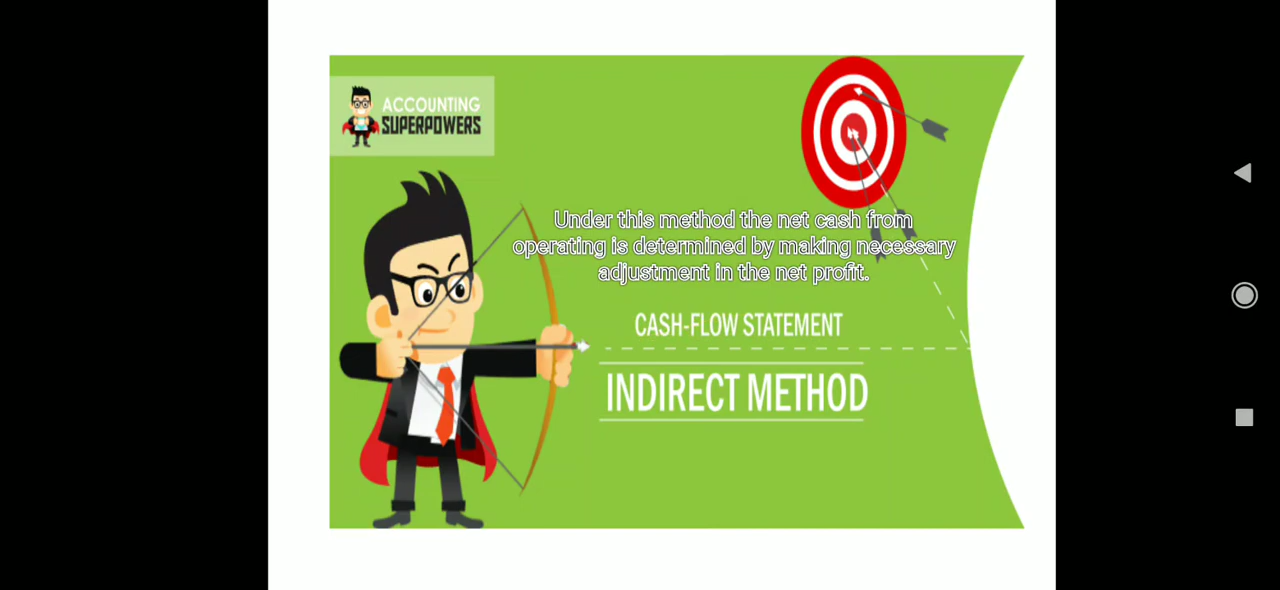 ACCOUNTING
SUPERPOWERS
Under this method the net cash from
operating is determined by making necessary
adjustment in the net profit.
CASH-FLOW STATEMENT
INDIRECT METHOD